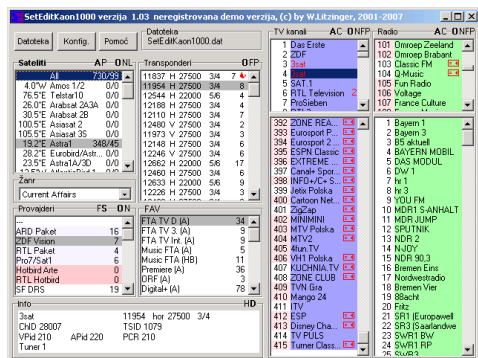 SetEditKaon1000 verzija 1.03 neregistrovana demo verzija, (c) by W.Litzinger, 2001-2007
Datoteka Konfig. Pomoć
Datoteka
SetEditKaon1000.dat
Sateliti AP ONL
All 730/99
4.0°W Amos 1/2 0/0
76.5°E Telstar10 0/0
26.0°E Arabsat 2A3A 0/0
30.5°E Arabsat 2B 0/0
100.5°E Asiasat 2 0/0
105.5°E Asiasat 3S 0/0
19.2°E Astra1 348/45
28.2°E Eurobird/Astr... 0/0
23.5°E Astra1A/3D 0/0
Transponderi OFP
11837 H 27500 3/4 7
11954 H 27500 3/4 8
12544 H 22000 5/6 4
12188 H 27500 3/4 4
12110 H 27500 3/4 7
12480 V 27500 3/4 2
11973 V 27500 3/4 3
12148 H 27500 3/4 6
12246 V 27500 3/4 6
12662 H 22000 5/6 17
12460 H 27500 3/4 6
12633 H 22000 5/6 9
12226 H 27500 3/4 3
Žanr
Current Affairs
Provajderi FS ON
...
ARD Paket 16
ZDF Vision 7
RTL Paket 4
Pro7/Sat1 6
Hotbird Arte 0
RTL Hotbird 0
SF DRS 19
FAV
FTA TV D (A) 34
FTA TV 3. (A) 9
FTA TV Int. (A) 9
Music FTA (A) 5
Music FTA (HB) 11
Premiere (A) 36
ORF (A) 3
Digital+ (A) 78
Info HD
3sat 11954 hor 27500 3/4
ChID 28007 TSID 1079
VPid 210 APid 220 PCR 210
Tuner 1
TV kanali AC ONFP
1 Das Erste
2 ZDF
3 3sat
4 3sat
5 SAT.1
6 RTL Television 2
7 ProSieben
392 ZONE REA...
393 Eurosport P...
394 Eurosport 2...
395 ESPN Classic
396 EXTREME ...
397 Canal+ Spor...
398 INFO+/C+ S...
399 Jetix Polska
400 Cartoon Net...
401 ZigZap
402 MINIMINI
403 MTV Polska
404 MTV2
405 4fun.TV
406 VH1 Polska
407 KUCHNIA.TV
408 ZONE CLUB
409 TVN Gra
410 Mango 24
411 ITV
412 ESP
413 Disney Cha...
414 TV PULS
415 Turner Class...
Radio AC ONFP
101 Omroep Zeeland
102 Omroep Brabant
103 Classic FM
104 Q-Music
105 Fun Radio
106 Voltage
107 France Culture
1 Bayern 1
2 Bayern 3
3 B5 aktuell
4 BAYERN MOBIL
5 DAS MODUL
6 DW 1
7 hr 1
8 hr 3
9 YOU FM
10 MDR1 S-ANHALT
11 MDR JUMP
12 SPUTNIK
13 NDR 2
14 N-JOY
15 NDR 90,3
16 Bremen Eins
17 Nordwestradio
18 Bremen Vier
19 88acht
20 Fritz
21 SR1 (Europawell
22 SR3 (Saarlandwe
23 SWR1 BW
24 SWR1 RP
25 SWR3